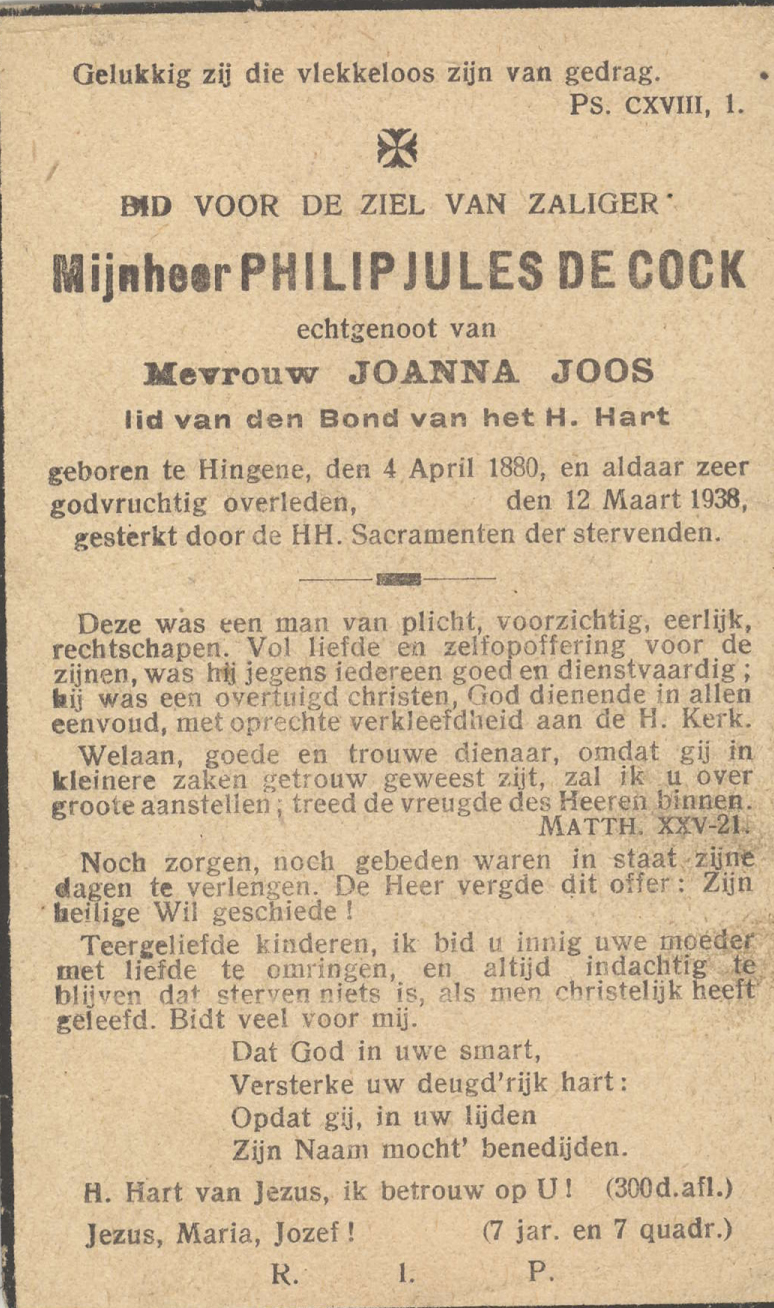 Gelukkig zij die vlekkeloos zijn van gedrag.
Ps. CXVIII, 1.
BID VOOR DE ZIEL VAN ZALIGER
Mijnheer PHILIP JULES DE COCK
echtgenoot van
Mevrouw JOANNA JOOS
lid van den Bond van het H. Hart
geboren te Hingene, den 4 April 1880, en aldaar zeer
godvruchtig overleden, den 12 Maart 1938,
gesterkt door de HH. Sacramenten der stervenden.
Deze was een man van plicht, voorzichtig, eerlijk,
rechtschapen. Vol liefde en zelfopoffering voor de
zijnen, was hij jegens iedereen goed en dienstvaardig ;
hij was een overtuigd christen, God dienende in allen
eenvoud, met oprechte verkleefdheid aan de H. Kerk.
Welaan, goede en trouwe dienaar, omdat gij in
kleinere zaken getrouw geweest zijt, zal ik u over
groote aanstellen ; treed de vreugde des Heeren binnen.
MATTH. XXV-21.
Noch zorgen, noch gebeden waren in staat zijne
dagen te verlengen. De Heer vergde dit offer : Zijn
heilige Wil geschiede !
Teergeliefde kinderen, ik bid u innig uwe moeder
met liefde te omringen, en altijd indachtig te
blijven dat sterven niets is, als men christelijk heeft
geleefd. Bidt veel voor mij.
Dat God in uwe smart,
Versterke uw deugd'rijk hart :
Opdat gij, in uw lijden
Zijn Naam mocht' benedijden.
H. Hart van Jezus, ik betrouw op U ! (300 d. afl.)
Jezus, Maria, Jozef ! (7 jar. en 7 quadr.)
R. I. P.